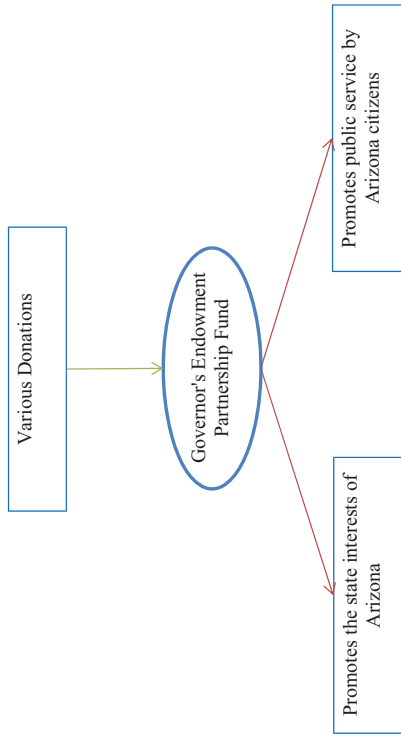 Various Donations
Governor's Endowment
Partnership Fund
Promotes the state interests of
Arizona
Promotes public service by
Arizona citizens